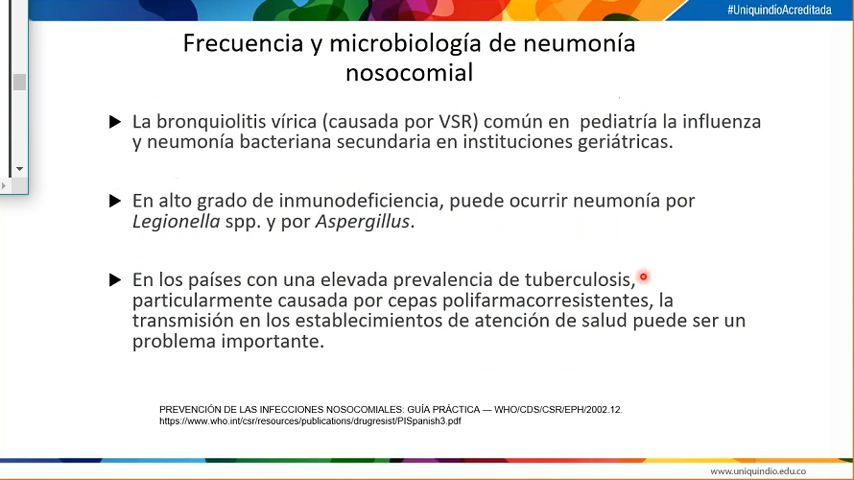 #UniquindioAcreditada
Frecuencia y microbiología de neumonía
nosocomial
La bronquiolitis vírica (causada por VSR) común en pediatría la influenza
y neumonía bacteriana secundaria en instituciones geriátricas.
En alto grado de inmunodeficiencia, puede ocurrir neumonía por
Legionella spp. y por Aspergillus.
En los países con una elevada prevalencia de tuberculosis,
particularmente causada por cepas polifarmacorresistentes, la
transmisión en los establecimientos de atención de salud puede ser un
problema importante.
PREVENCIÓN DE LAS INFECCIONES NOSOCOMIALES: GUÍA PRÁCTICA — WHO/CDS/CSR/EPH/2002.12.
https://www.who.int/csr/resources/publications/drugresist/PISpanish3.pdf
www.uniquindio.edu.co